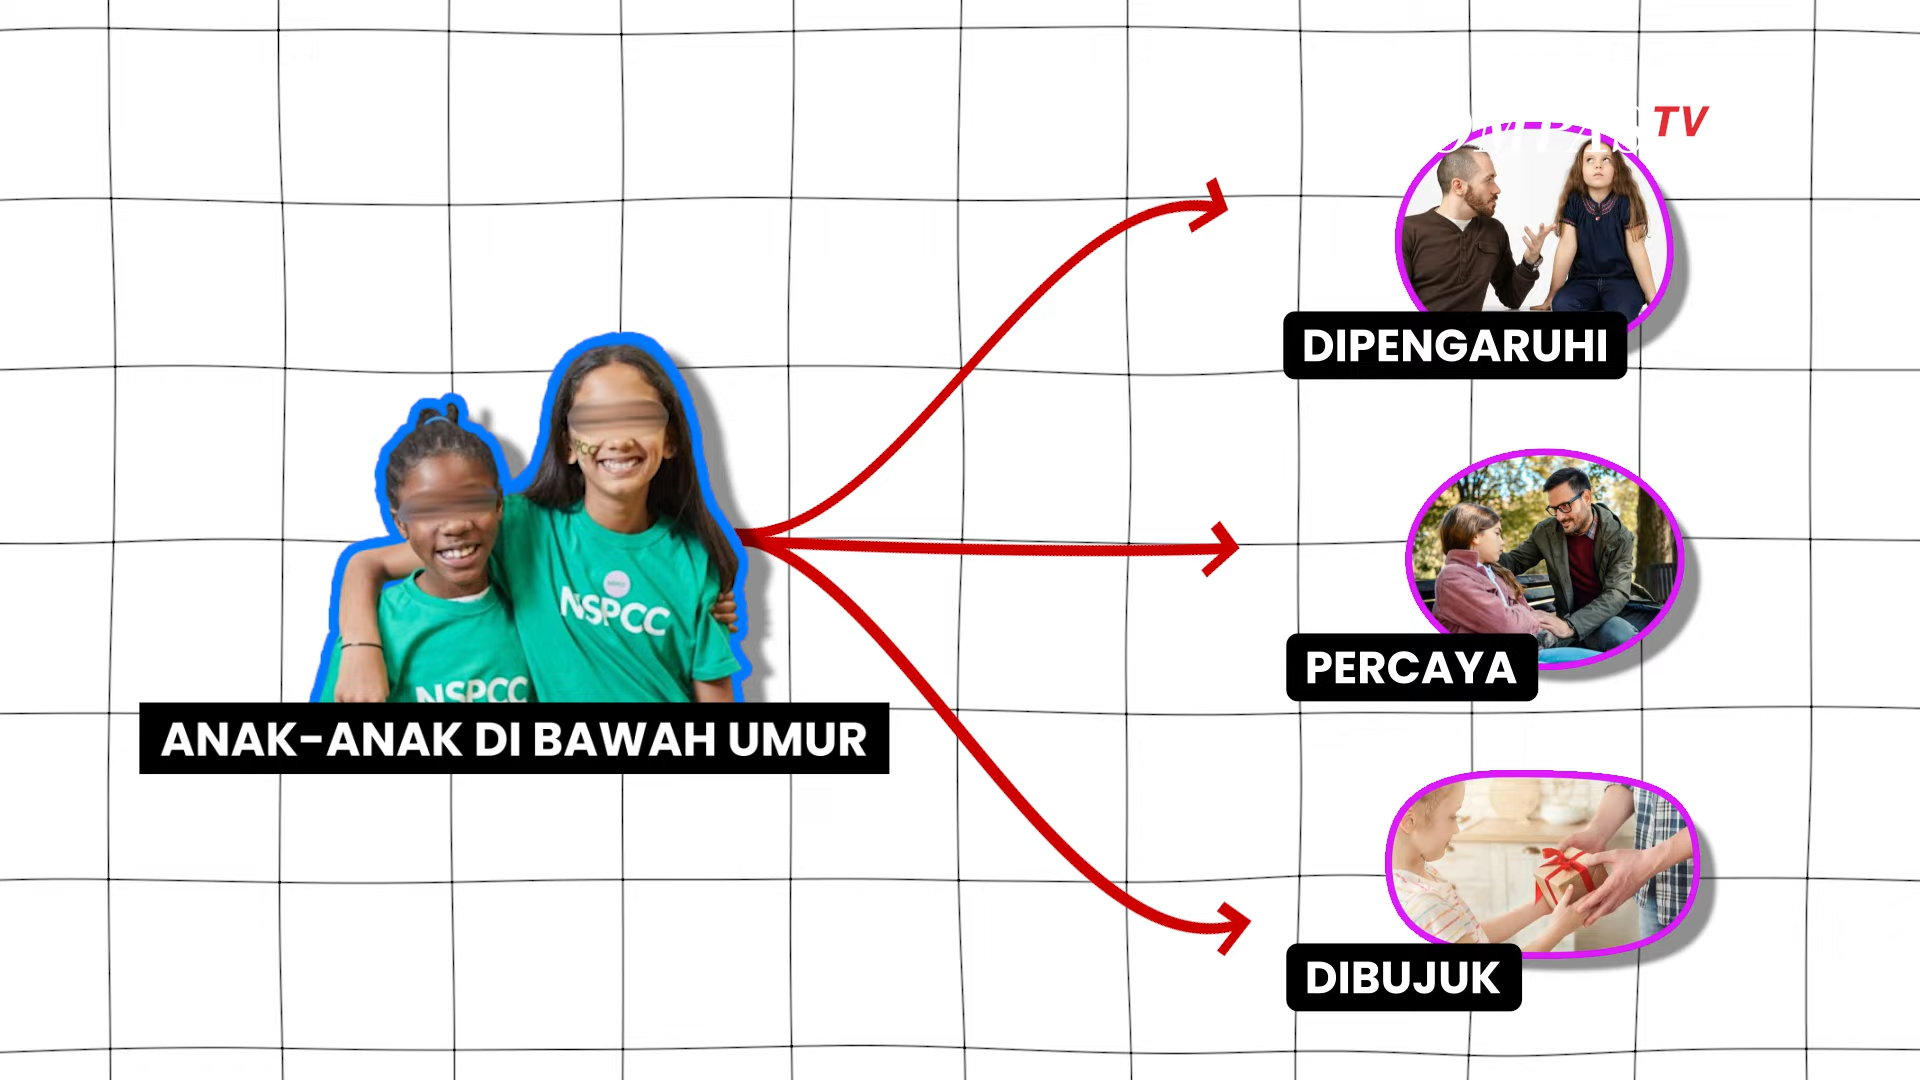 TV
DIPENGARUHI
NSPCC
NSPCC
PERCAYA
ANAK-ANAK DI BAWAH UMUR
DIBUJUK